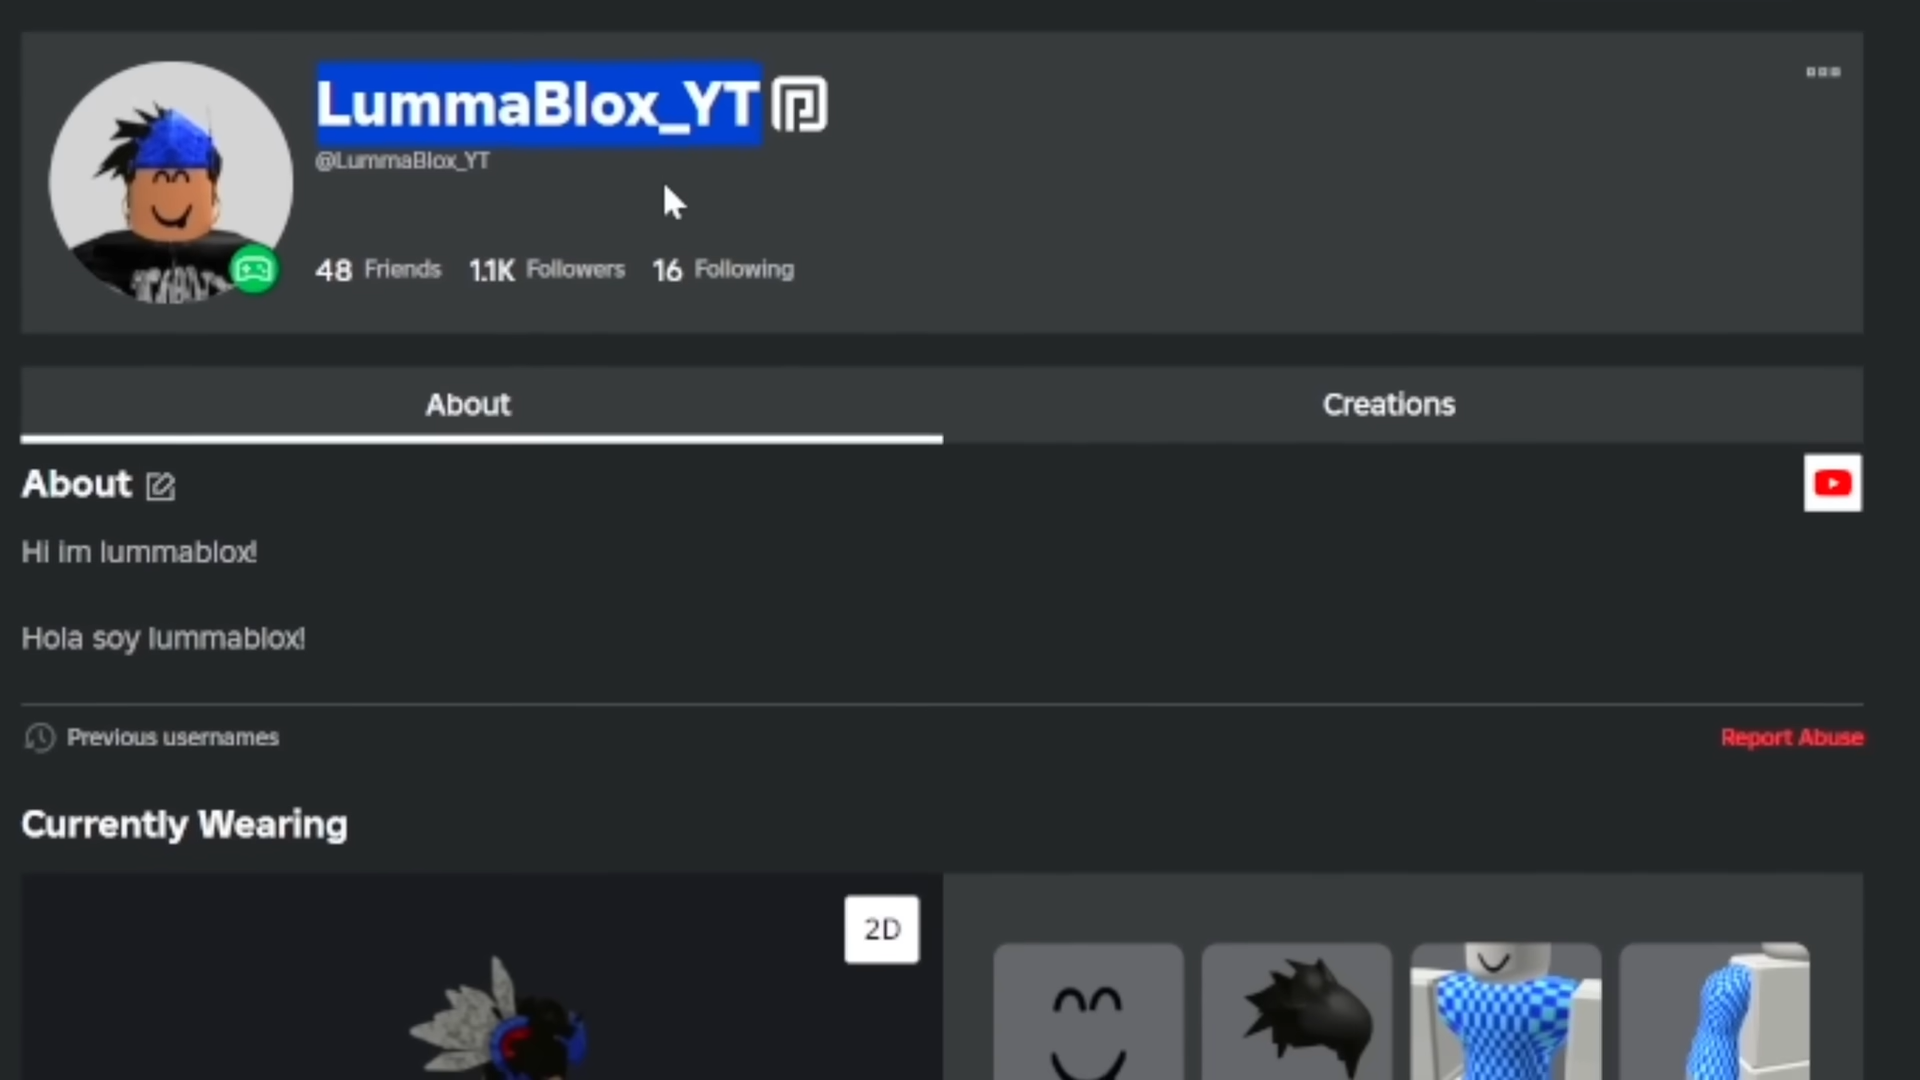 LummaBlox_YT
@LummaBlox_YT
48 Friends 1.1K Followers 16 Following
About Creations
About
Hi im lummablox!
Hola soy lummablox!
Previous usernames Report Abuse
Currently Wearing
2D